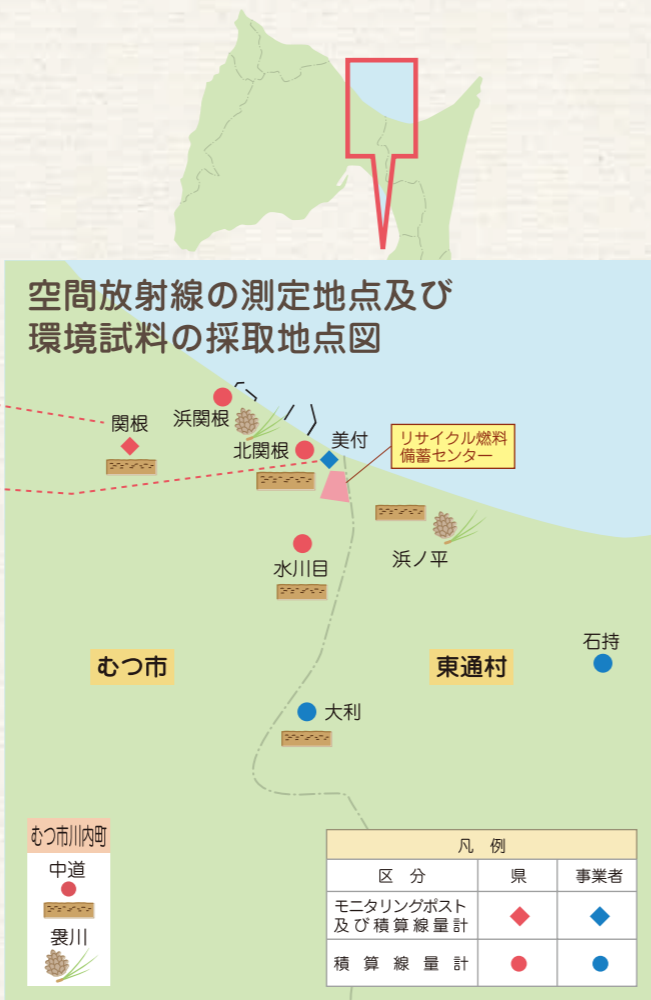 空間放射線の測定地点及び
環境試料の採取地点図
関根
浜関根
北関根
美付
リサイクル燃料
備蓄センター
浜ノ平
水川目
むつ市
東通村
石持
大利
むつ市川内町
中道
袰川
凡 例
区 分 県 事業者
モニタリングポスト
及び積算線量計
積算線量計